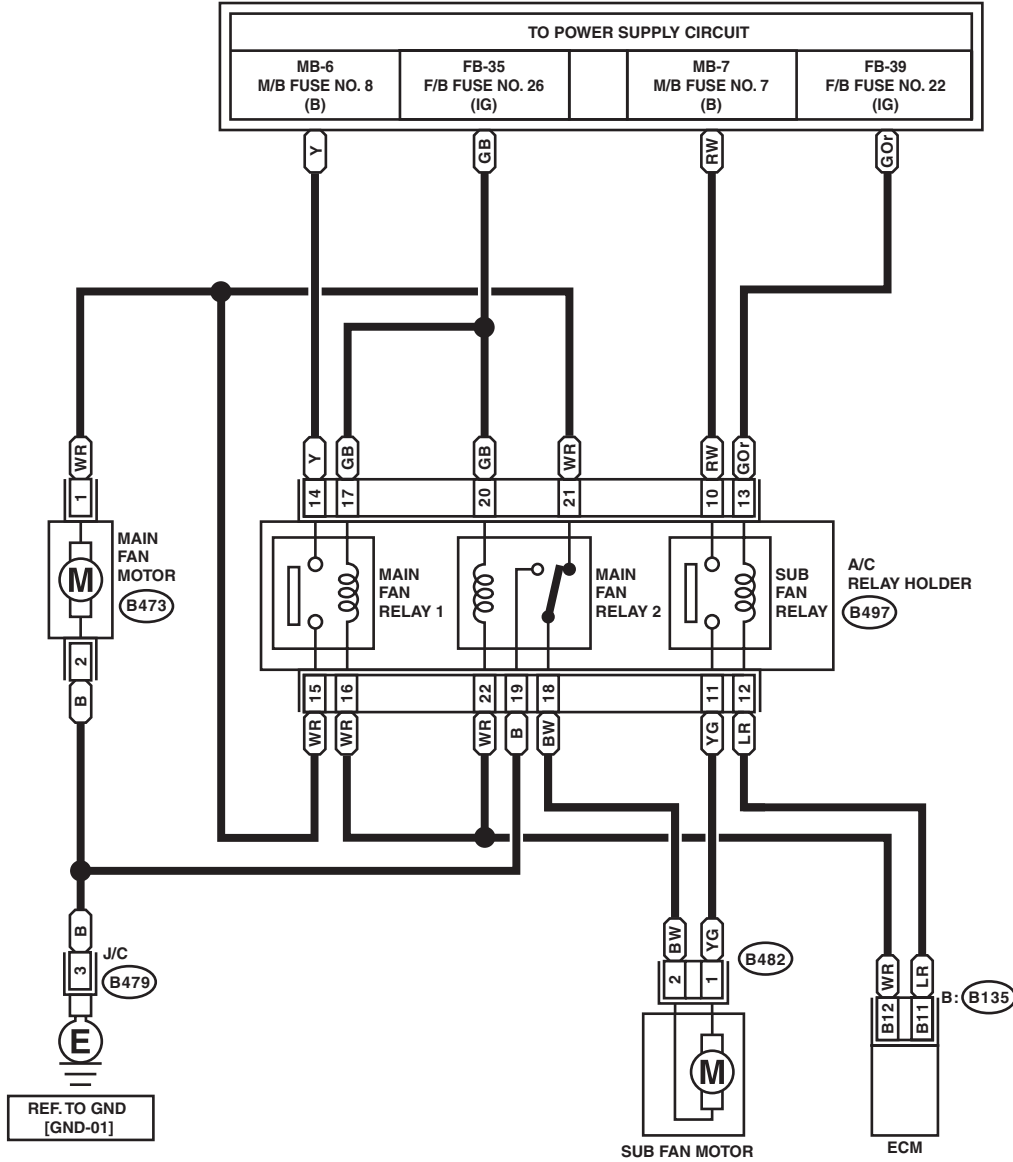 TO POWER SUPPLY CIRCUIT
MB-6
M/B FUSE NO. 8
(B)
FB-35
F/B FUSE NO. 26
(IG)
MB-7
M/B FUSE NO. 7
(B)
FB-39
F/B FUSE NO. 22
(IG)
Y
GB
RW
GOr
WR
Y
GB
GB
WR
RW
GOr
1
14
17
20
21
10
13
MAIN
FAN
MOTOR
B473
M
MAIN
FAN
RELAY 1
MAIN
FAN
RELAY 2
SUB
FAN
RELAY
A/C
RELAY HOLDER
B497
2
15
16
22
19
18
11
12
B
WR
WR
WR
B
BW
YG
LR
B
3
J/C
B479
E
REF. TO GND
[GND-01]
BW
YG
2
1
B482
M
SUB FAN MOTOR
WR
LR
B12
B11
B: B135
ECM